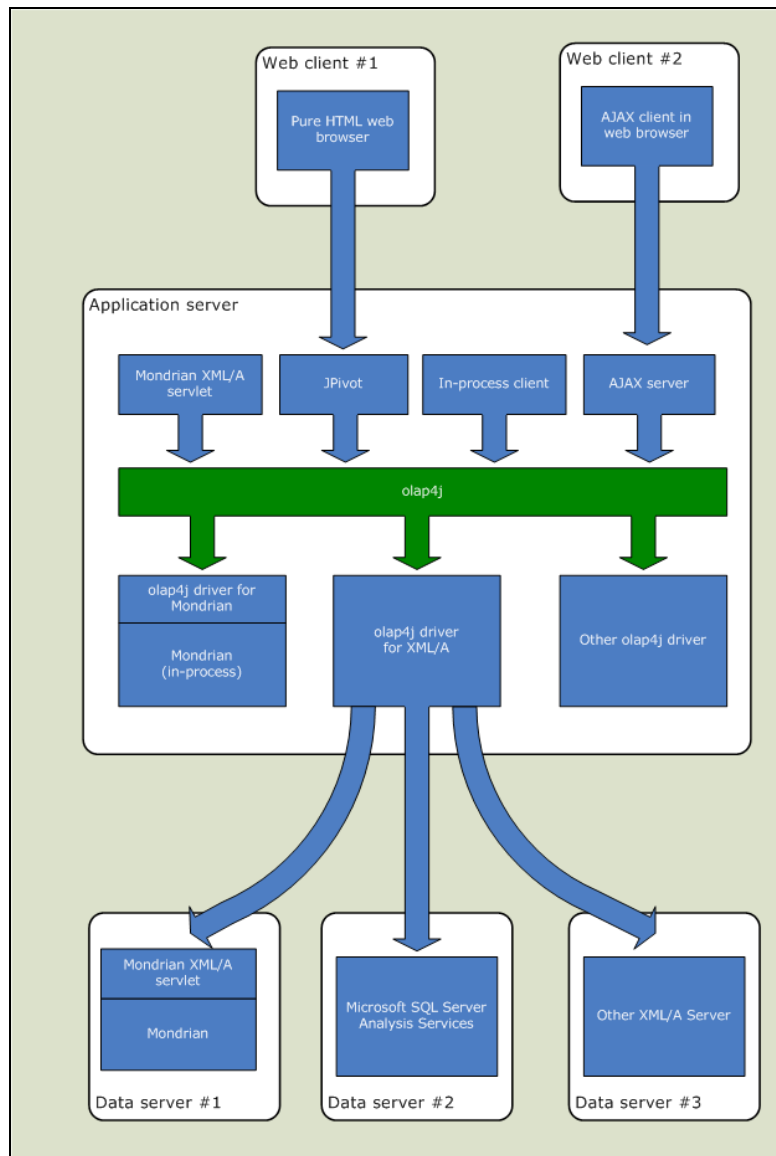 Web client #1
Pure HTML web
browser
Web client #2
AJAX client in
web browser
Application server
Mondrian XML/A
servlet
JPivot
In-process client
AJAX server
olap4j
olap4j driver for
Mondrian
Mondrian
(in-process)
olap4j driver
for XML/A
Other olap4j driver
Mondrian XML/A
servlet
Mondrian
Data server #1
Microsoft SQL Server
Analysis Services
Data server #2
Other XML/A Server
Data server #3